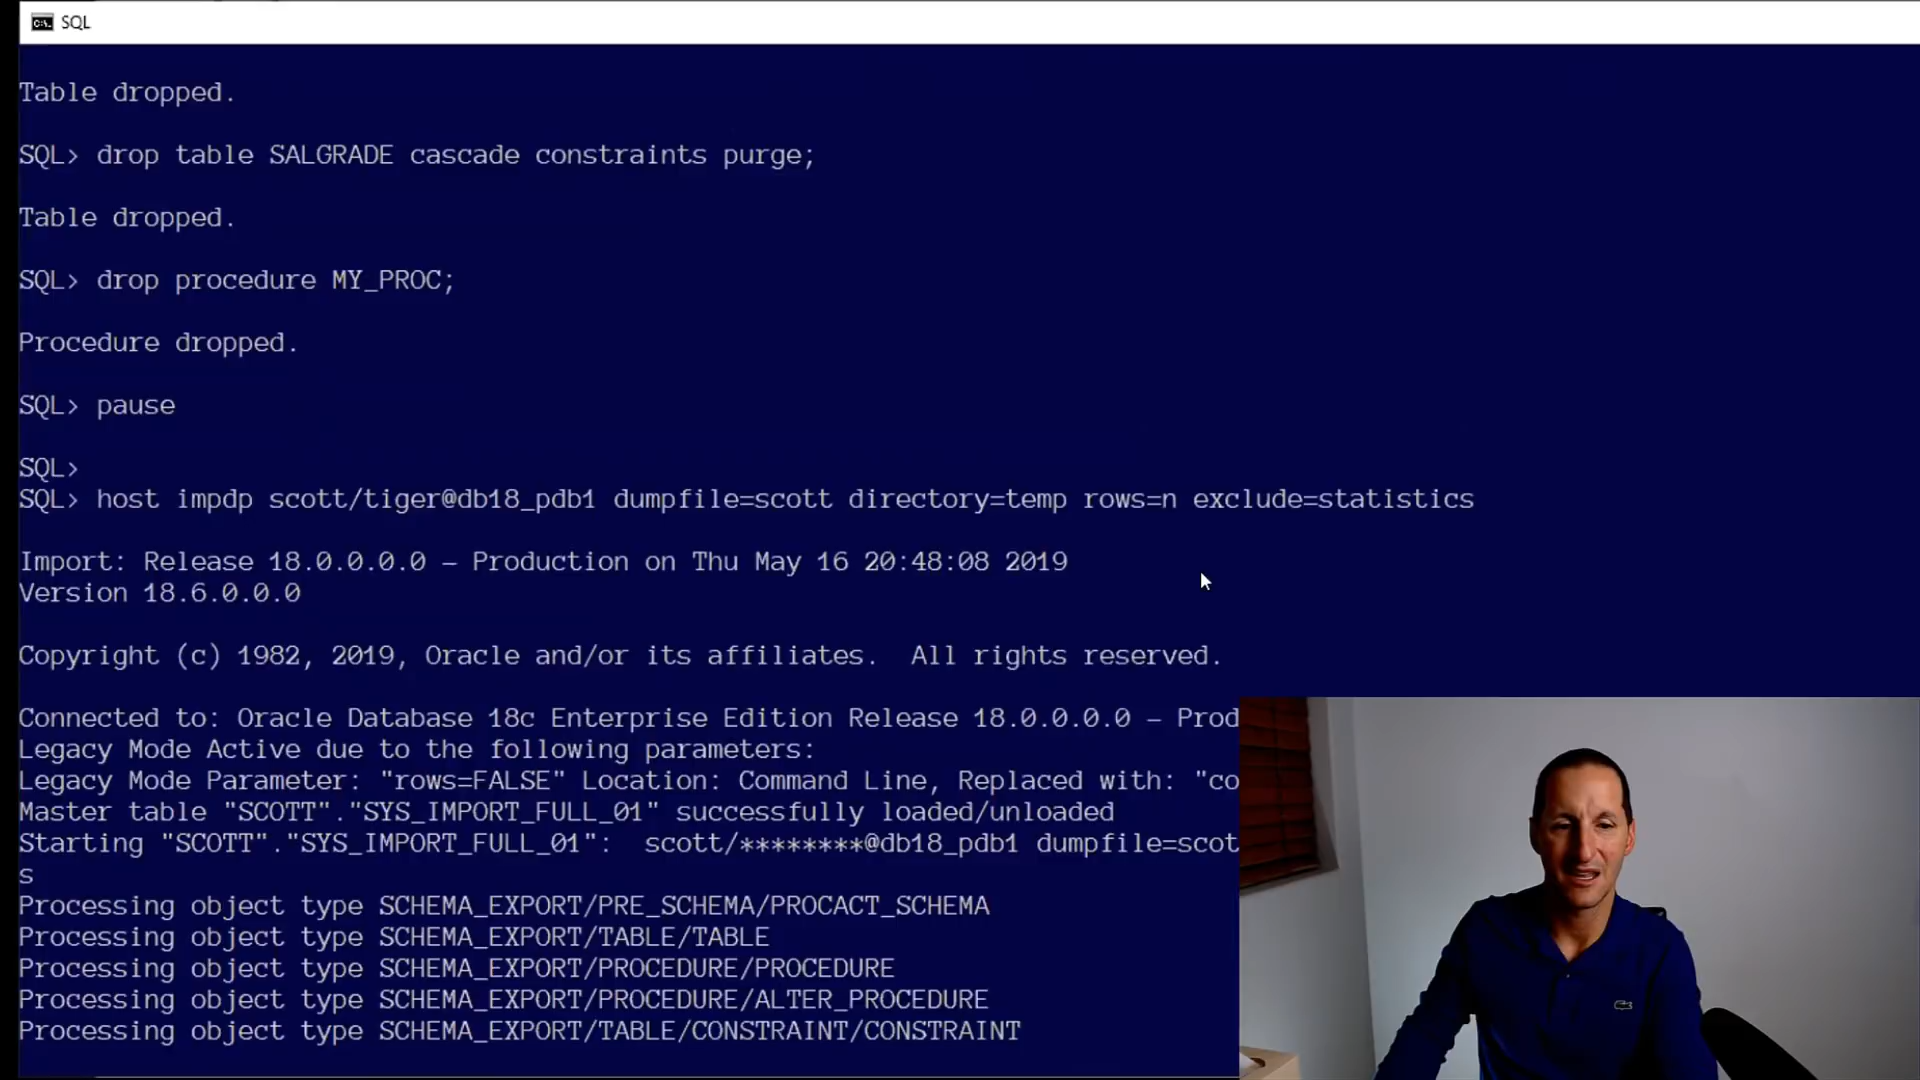 SQL
Table dropped.
SQL> drop table SALGRADE cascade constraints purge;
Table dropped.
SQL> drop procedure MY_PROC;
Procedure dropped.
SQL> pause
SQL>
SQL> host impdp scott/tiger@db18_pdb1 dumpfile=scott directory=temp rows=n exclude=statistics
Import: Release 18.0.0.0.0 – Production on Thu May 16 20:48:08 2019
Version 18.6.0.0.0
Copyright (c) 1982, 2019, Oracle and/or its affiliates.  All rights reserved.
Connected to: Oracle Database 18c Enterprise Edition Release 18.0.0.0.0 – Prod
Legacy Mode Active due to the following parameters:
Legacy Mode Parameter: "rows=FALSE" Location: Command Line, Replaced with: "co
Master table "SCOTT"."SYS_IMPORT_FULL_01" successfully loaded/unloaded
Starting "SCOTT"."SYS_IMPORT_FULL_01":  scott/********@db18_pdb1 dumpfile=scot
s
Processing object type SCHEMA_EXPORT/PRE_SCHEMA/PROCACT_SCHEMA
Processing object type SCHEMA_EXPORT/TABLE/TABLE
Processing object type SCHEMA_EXPORT/PROCEDURE/PROCEDURE
Processing object type SCHEMA_EXPORT/PROCEDURE/ALTER_PROCEDURE
Processing object type SCHEMA_EXPORT/TABLE/CONSTRAINT/CONSTRAINT